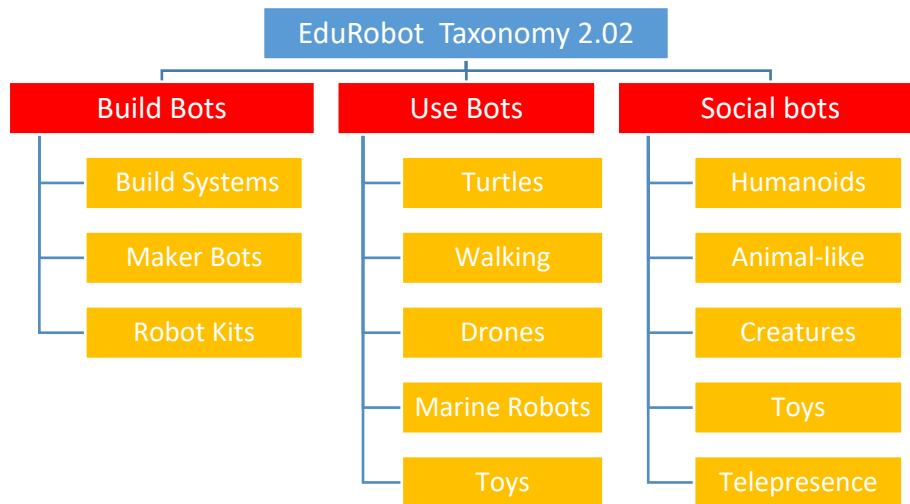 EduRobot Taxonomy 2.02
Build Bots
Build Systems
Maker Bots
Robot Kits
Use Bots
Turtles
Walking
Drones
Marine Robots
Toys
Social bots
Humanoids
Animal-like
Creatures
Toys
Telepresence